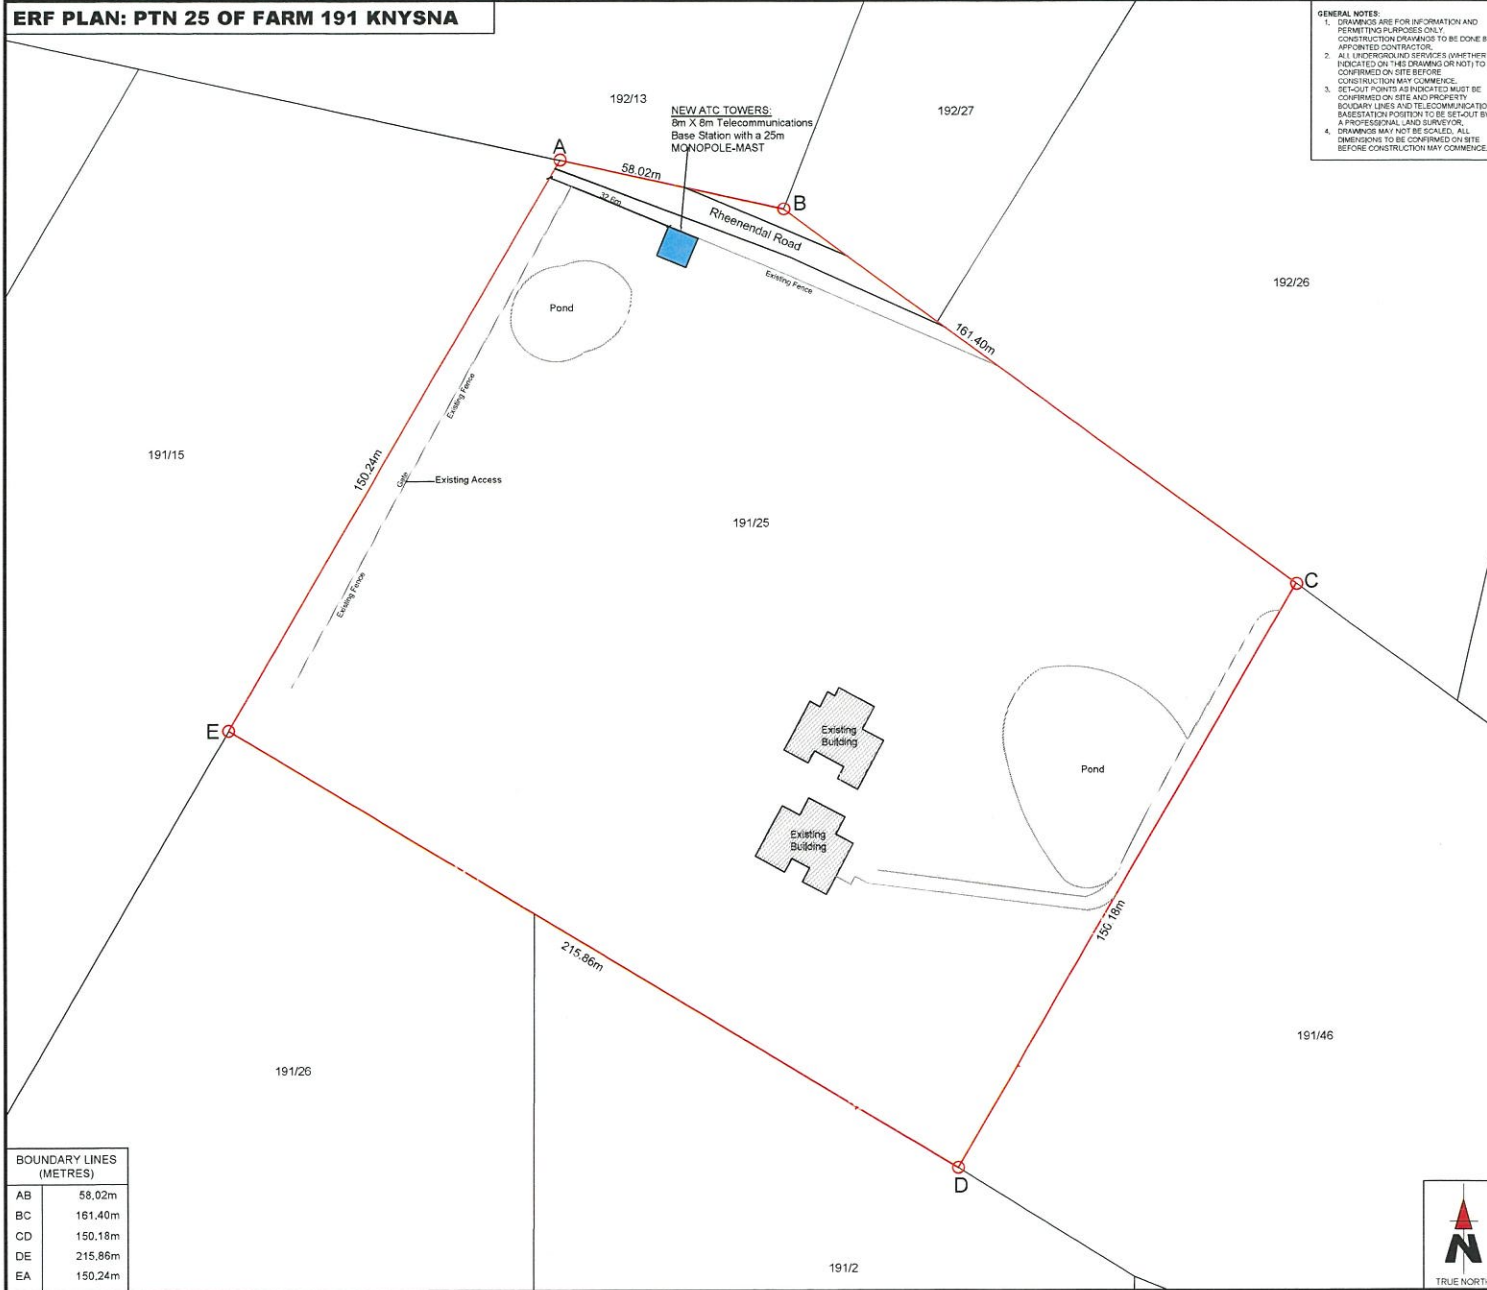 ERF PLAN: PTN 25 OF FARM 191 KNYSNA
GENERAL NOTES:
1. DRAWINGS ARE FOR INFORMATION AND
PERMITTING PURPOSES ONLY.
CONSTRUCTION DRAWINGS TO BE DONE
APPOINTED CONTRACTOR.
2. ALL UNDERGROUND SERVICES (WHETHER
INDICATED ON THIS DRAWING OR NOT) TO
CONFIRMED ON SITE BEFORE
CONSTRUCTION MAY COMMENCE.
3. SET-OUT POINTS AS INDICATED MUST BE
CONFIRMED ON SITE AND PROPERTY
BOUDARY LINES AND TELECOMMUNICATIO
BASESTATION POSITION TO BE SET-OUT BY
A PROFESSIONAL LAND SURVEYOR.
4. DRAWINGS MAY NOT BE SCALED. ALL
DIMENSIONS TO BE CONFIRMED ON SITE
BEFORE CONSTRUCTION MAY COMMENCE.
192/13
192/27
NEW ATC TOWERS:
8m X 8m Telecommunications
Base Station with a 25m
MONOPOLE-MAST
A
58.02m
B
32.6m
Rheenendal Road
Existing Fence
192/26
Pond
161.40m
Existing Fence
191/15
150.24m
Gate
Existing Access
191/25
C
Existing Fence
E
Existing
Building
Pond
Existing
Building
150.18m
215.86m
191/46
191/26
D
191/2
BOUNDARY LINES
(METRES)
AB 58,02m
BC 161,40m
CD 150,18m
DE 215,86m
EA 150,24m
N
TRUE NORTH